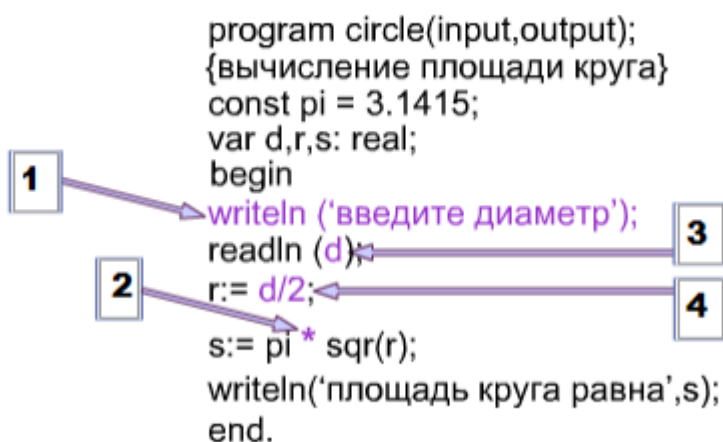 program circle(input,output);
{вычисление площади круга}
const pi = 3.1415;
var d,r,s: real;
begin
1
writeln ('введите диаметр');
3
readln (d);
2
r:= d/2;
4
s:= pi * sqr(r);
writeln('площадь круга равна',s);
end.